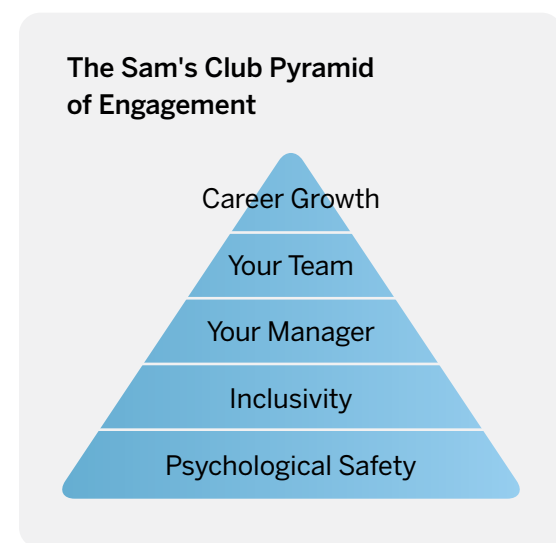 The Sam's Club Pyramid
of Engagement
Career Growth
Your Team
Your Manager
Inclusivity
Psychological Safety